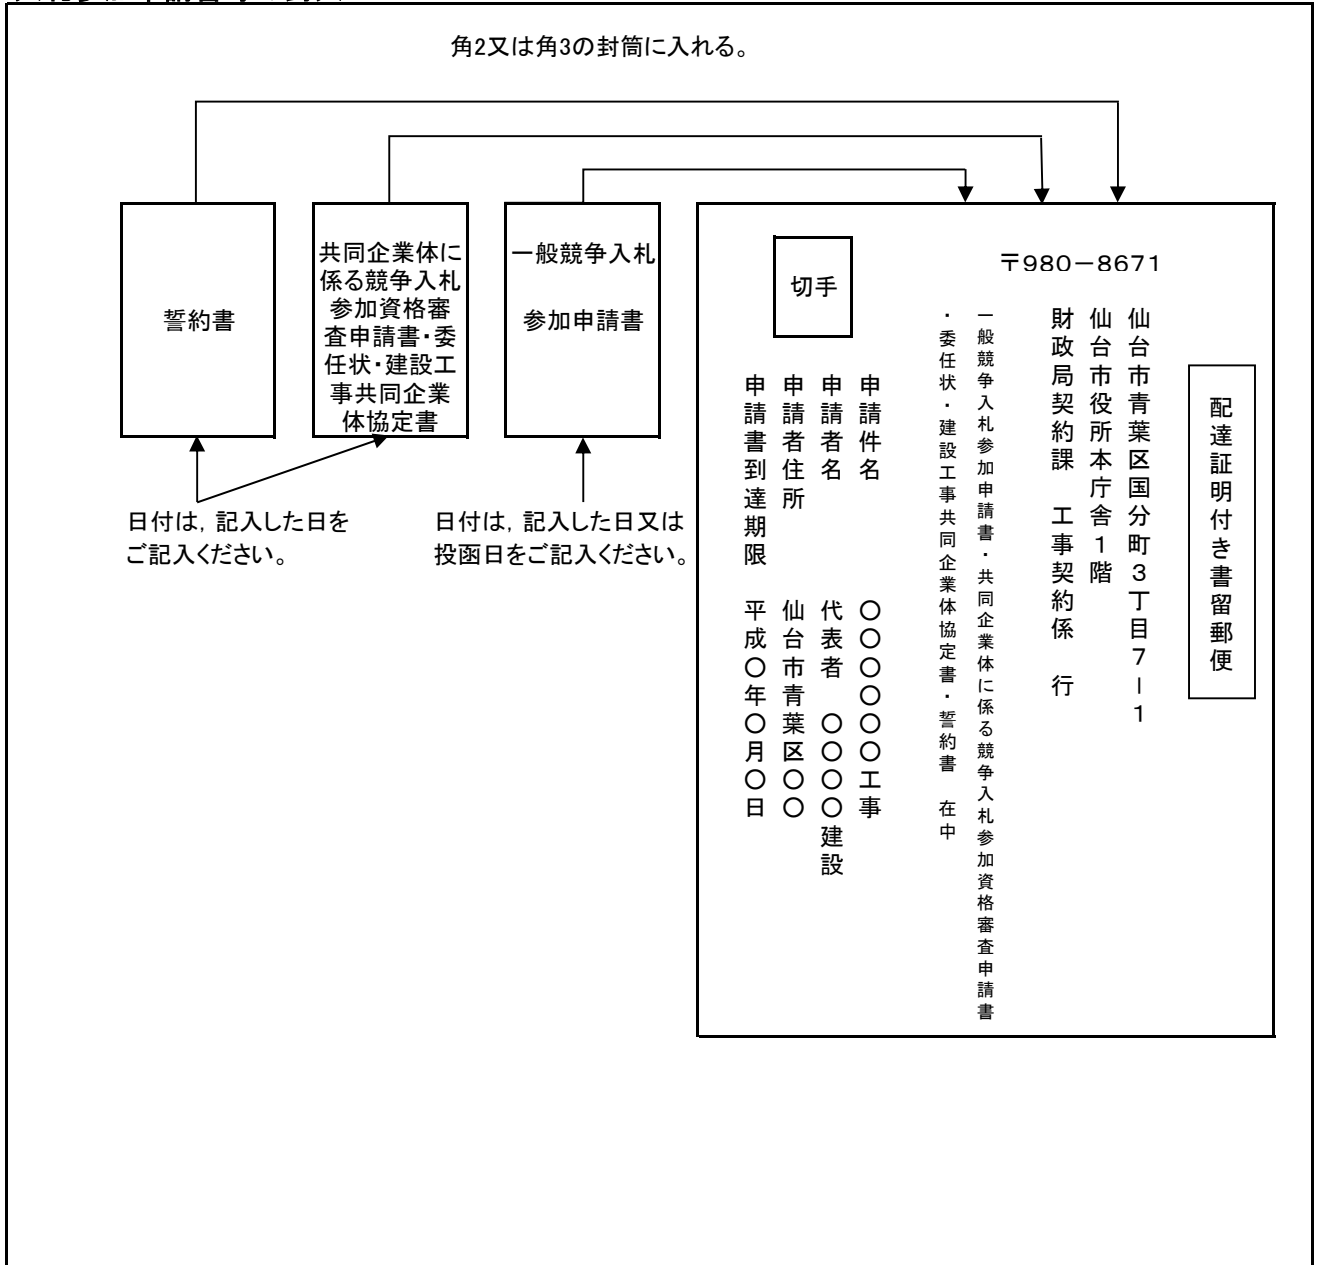 角2又は角3の封筒に入れる。
誓約書
共同企業体に
係る競争入札
参加資格審
査申請書・委
任状・建設工
事共同企業
体協定書
一般競争入札
参加申請書
日付は，記入した日を
ご記入ください。
日付は，記入した日又は
投函日をご記入ください。
切手
〒980－8671
配達証明付き書留郵便
仙台市青葉区国分町３丁目７－１
仙台市役所本庁舎１階
財政局契約課　工事契約係　行
一般競争入札参加申請書・共同企業体に係る競争入札参加資格審査申請書
・委任状・建設工事共同企業体協定書・誓約書　在中
申請件名　〇〇〇〇〇〇工事
申請者名　代表者　〇〇〇〇建設
申請者住所　仙台市青葉区〇〇
申請書到達期限　平成〇年〇月〇日